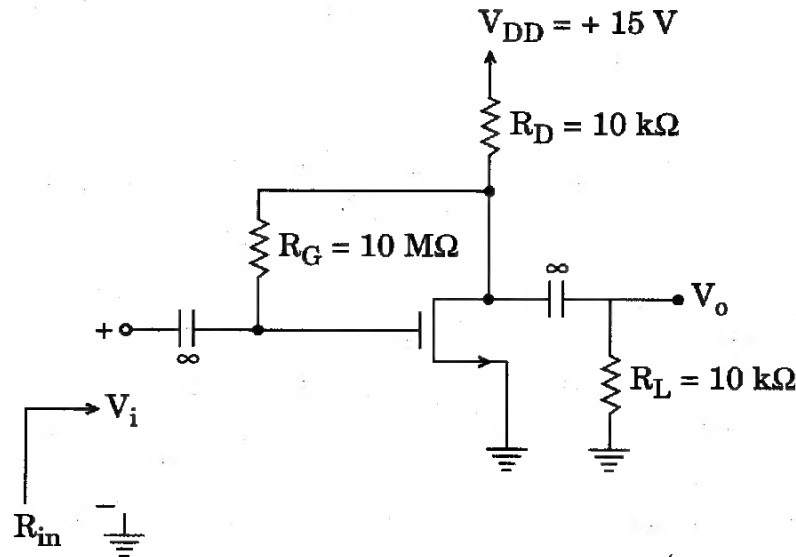 V_DD = + 15 V
R_D = 10 kΩ
R_G = 10 MΩ
∞
V_o
+
∞
R_L = 10 kΩ
V_i
R_in
−